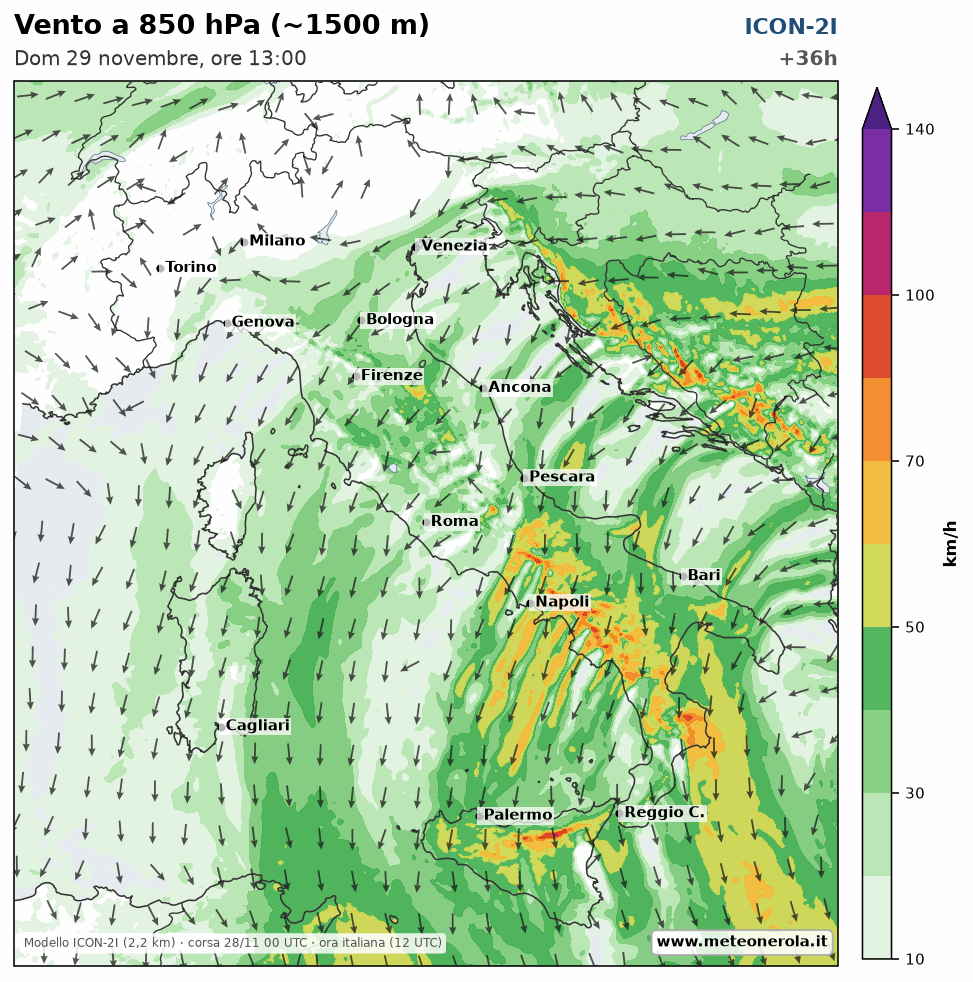 Vento a 850 hPa (~1500 m)
ICON-2I
Dom 29 novembre, ore 13:00
+36h
140
100
70
50
30
10
km/h
Milano
Venezia
Torino
Genova
Bologna
Firenze
Ancona
Pescara
Roma
Bari
Napoli
Cagliari
Palermo
Reggio C.
Modello ICON-2I (2,2 km) · corsa 28/11 00 UTC · ora italiana (12 UTC)
www.meteonerola.it